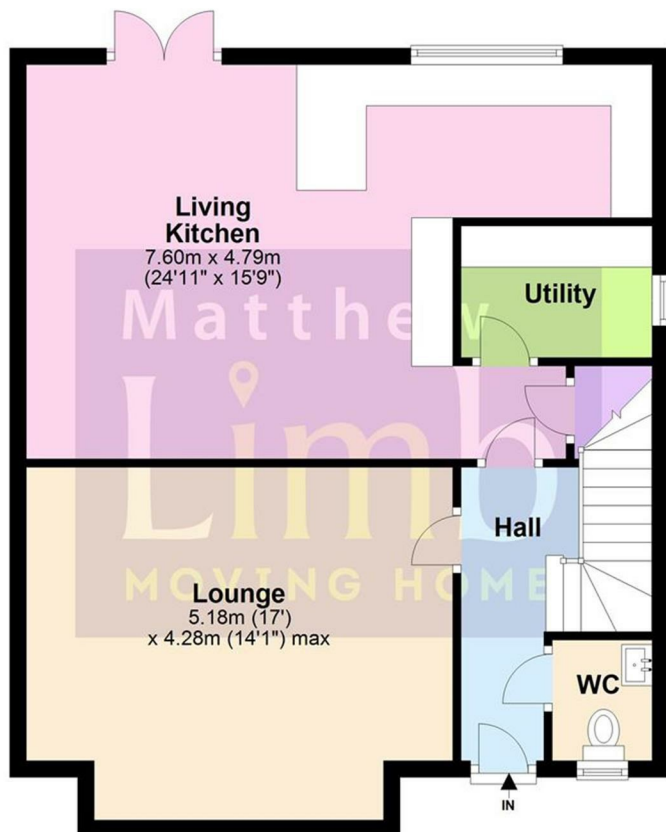 Living
Kitchen
7.60m x 4.79m
(24'11" x 15'9")
Utility
Matthew
Limb
MOVING HOME
Hall
Lounge
5.18m (17')
x 4.28m (14'1") max
WC
IN